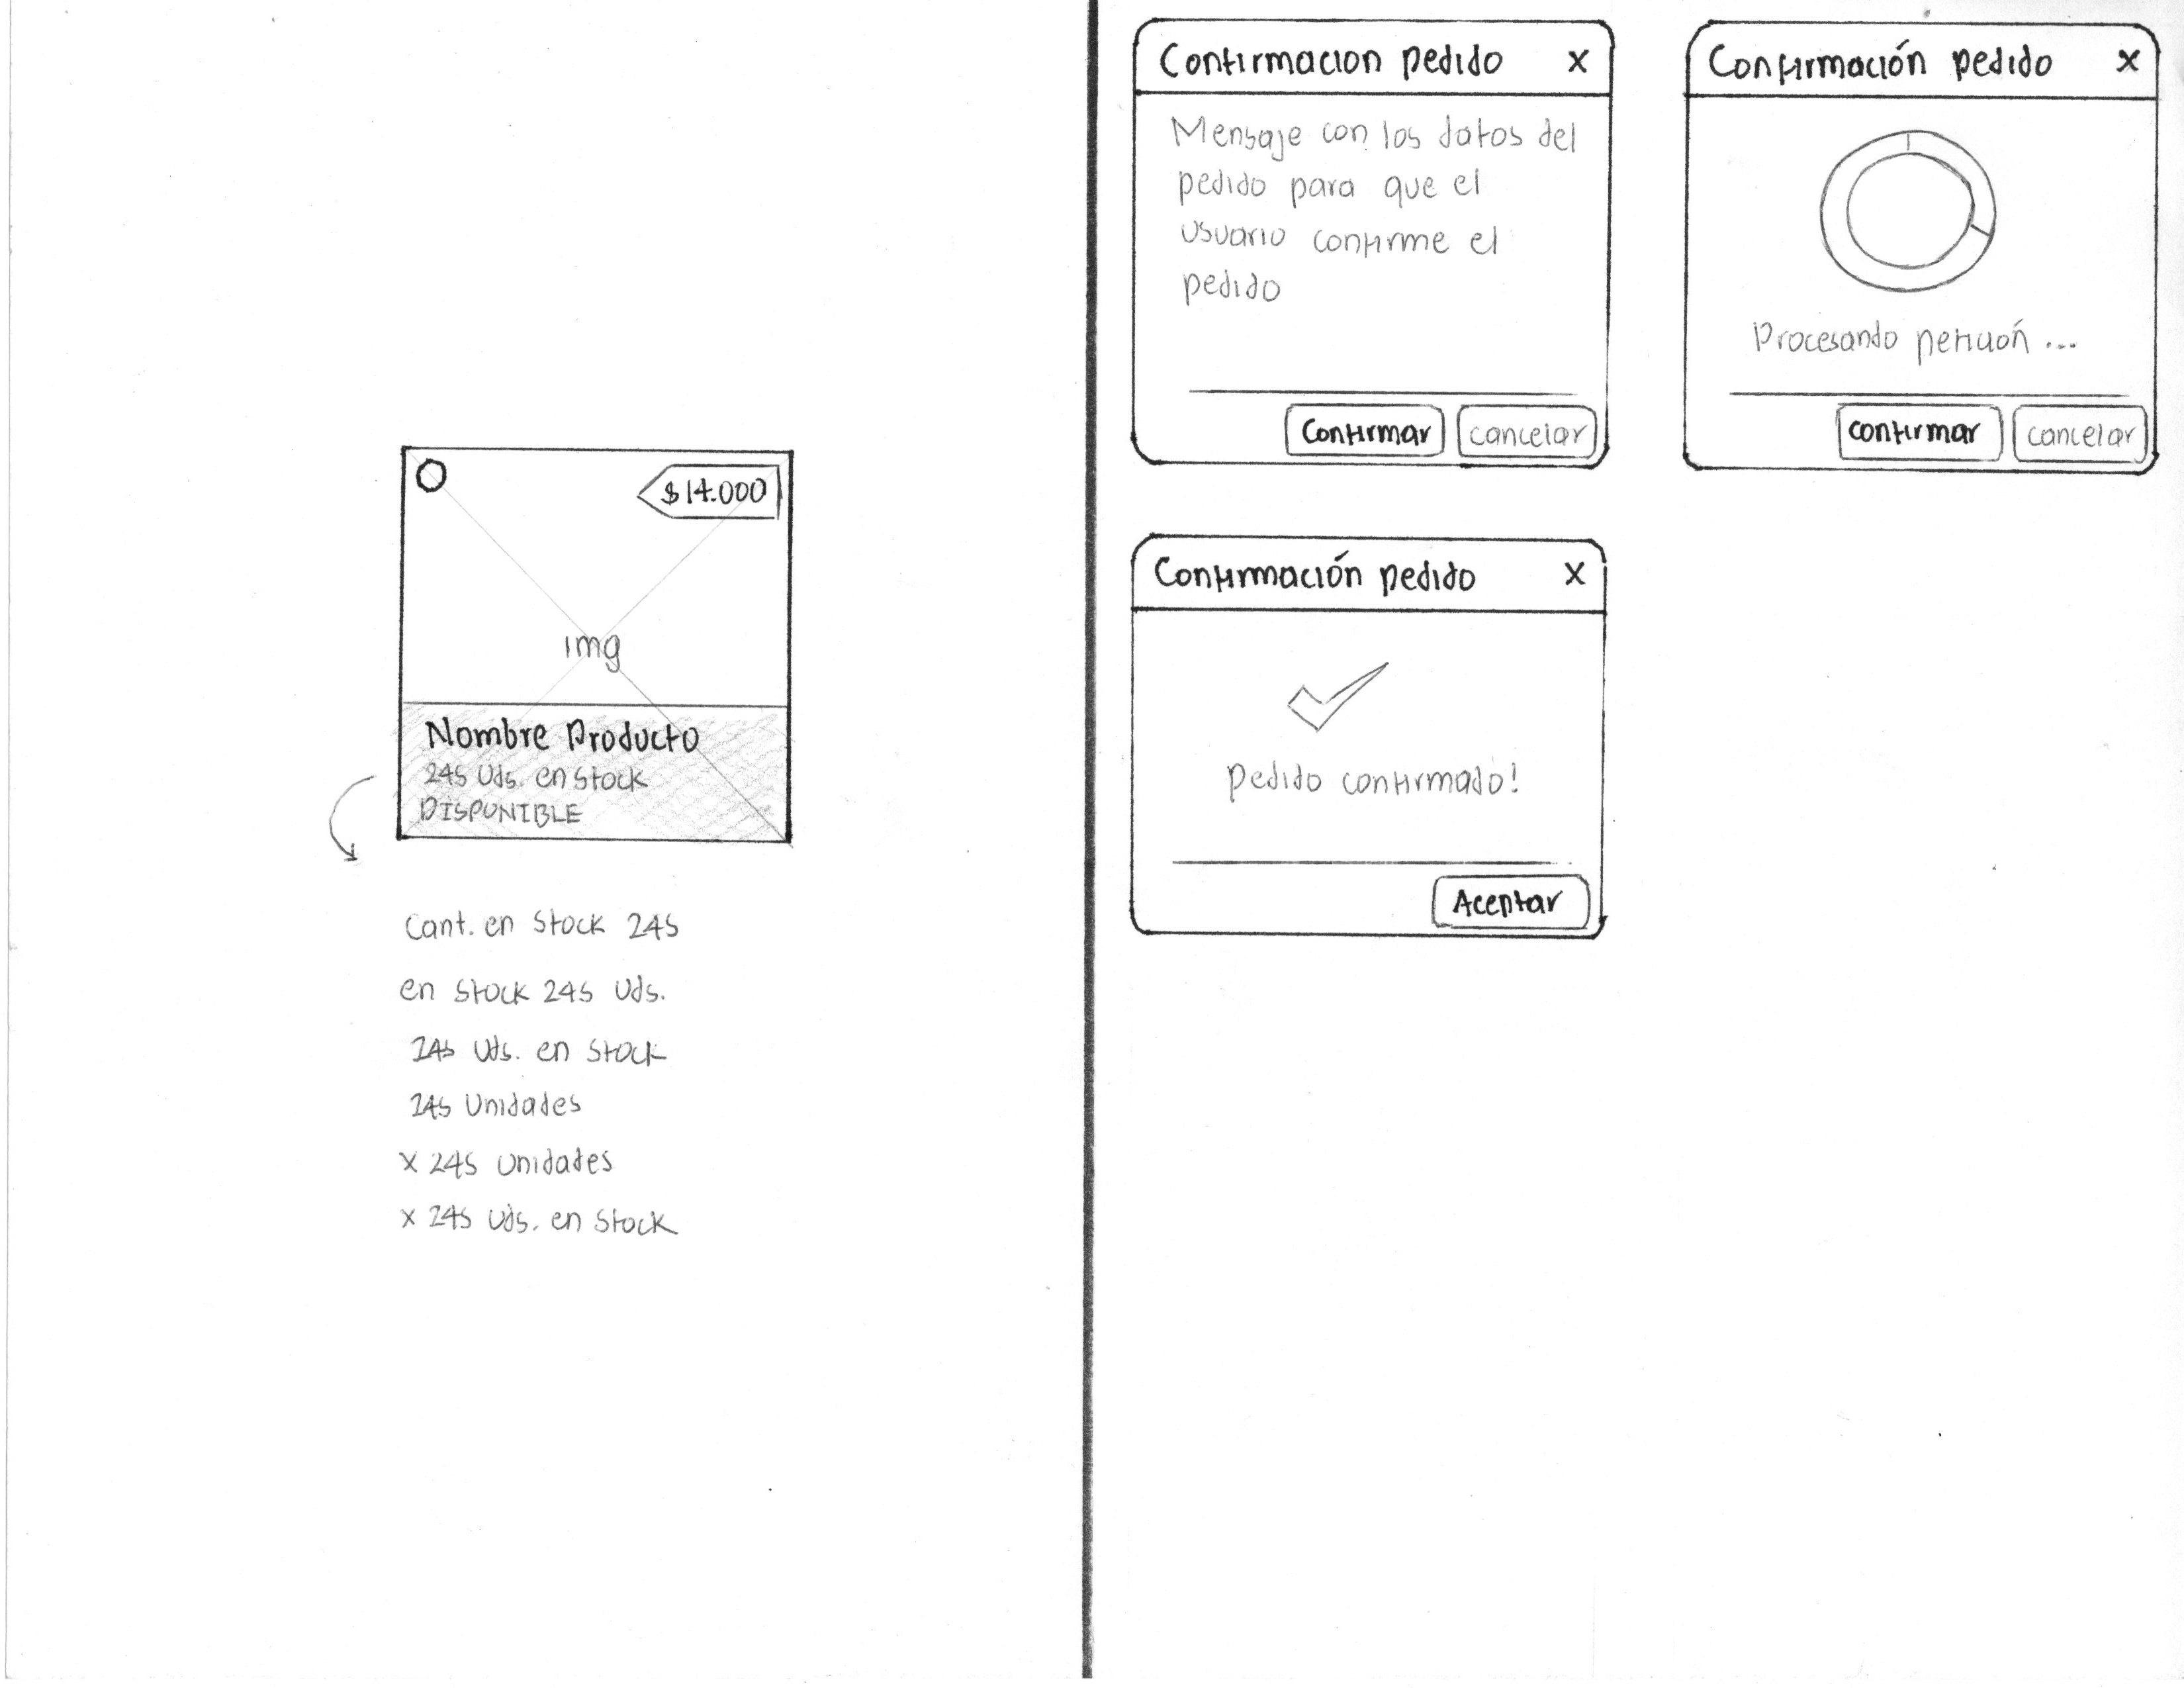 $14.000
img
Nombre Producto
245 Uds. en stock
DISPONIBLE
Cant. en stock 245
en stock 245 Uds.
245 Uds. en stock
245 Unidades
x 245 unidades
x 245 Uds. en stock
Confirmacion pedido x
Mensaje con los datos del
pedido para que el
usuario confirme el
pedido
Confirmar cancelar
Confirmación pedido x
Procesando petición ...
confirmar cancelar
Confirmación pedido x
pedido confirmado!
Aceptar